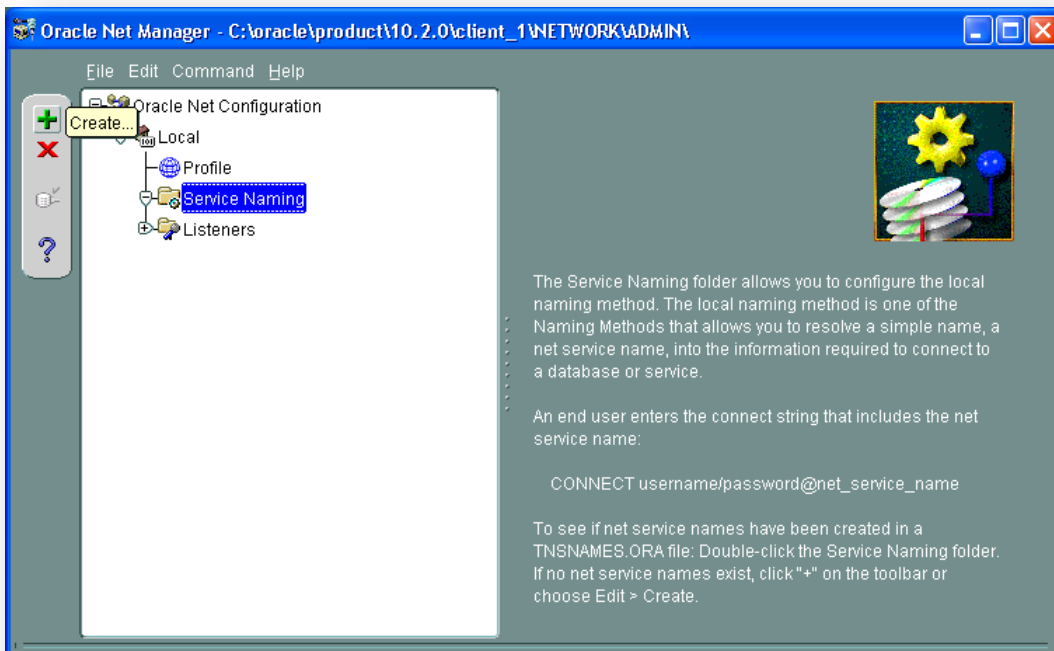 Oracle Net Manager - C:\oracle\product\10.2.0\client_1\NETWORK\ADMIN\
File Edit Command Help
Oracle Net Configuration
Create...
Local
Profile
Service Naming
Listeners
The Service Naming folder allows you to configure the local
naming method. The local naming method is one of the
Naming Methods that allows you to resolve a simple name, a
net service name, into the information required to connect to
a database or service.
An end user enters the connect string that includes the net
service name:
CONNECT username/password@net_service_name
To see if net service names have been created in a
TNSNAMES.ORA file: Double-click the Service Naming folder.
If no net service names exist, click "+" on the toolbar or
choose Edit > Create.